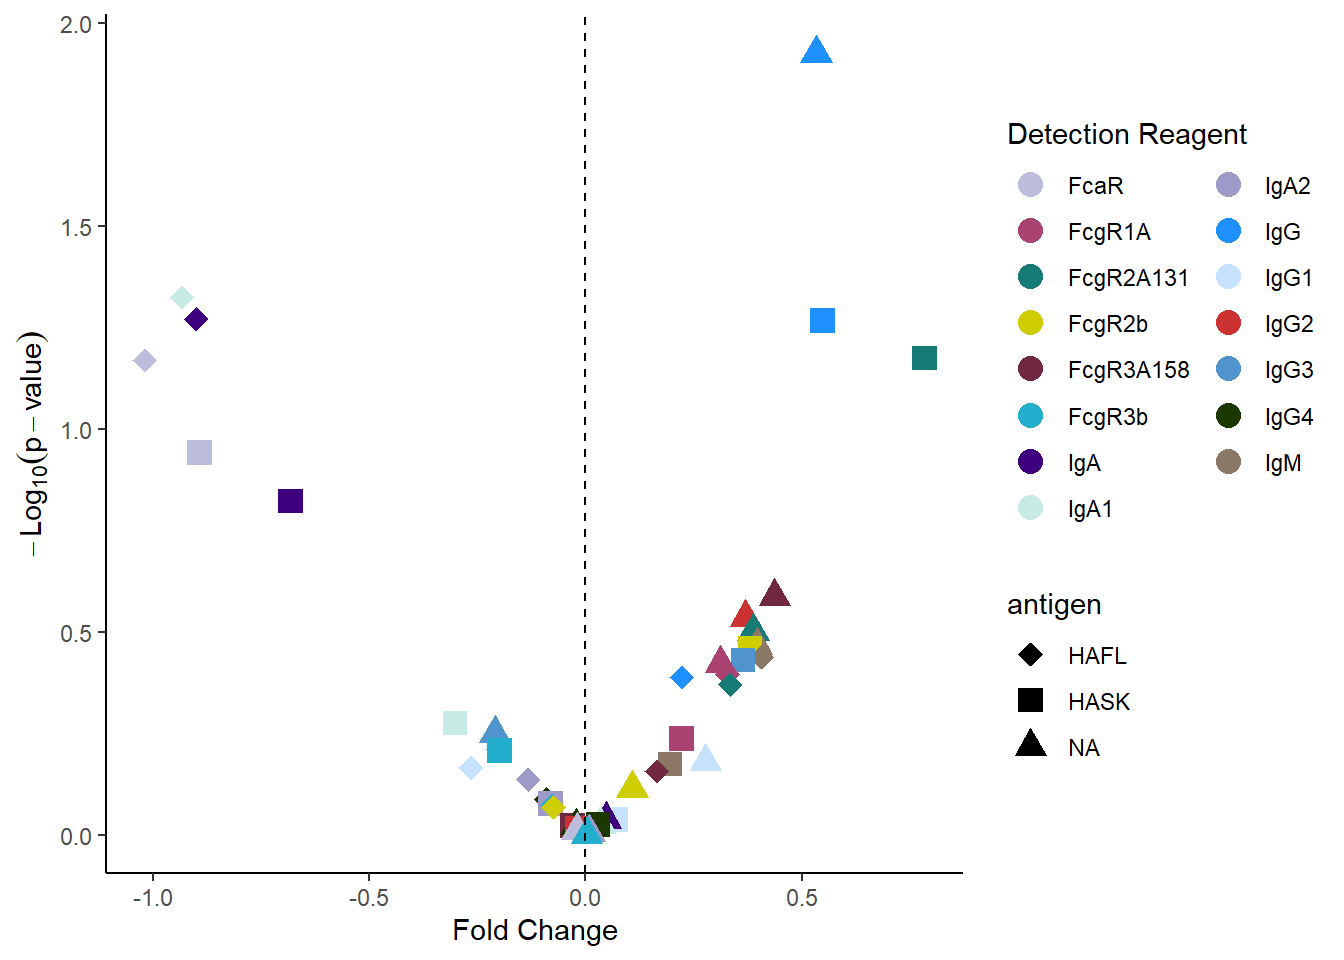 2.0
1.5
1.0
0.5
0.0
−Log10(p−value)
-1.0 -0.5 0.0 0.5
Fold Change
Detection Reagent
FcaR IgA2
FcgR1A IgG
FcgR2A131 IgG1
FcgR2b IgG2
FcgR3A158 IgG3
FcgR3b IgG4
IgA IgM
IgA1
antigen
HAFL
HASK
NA